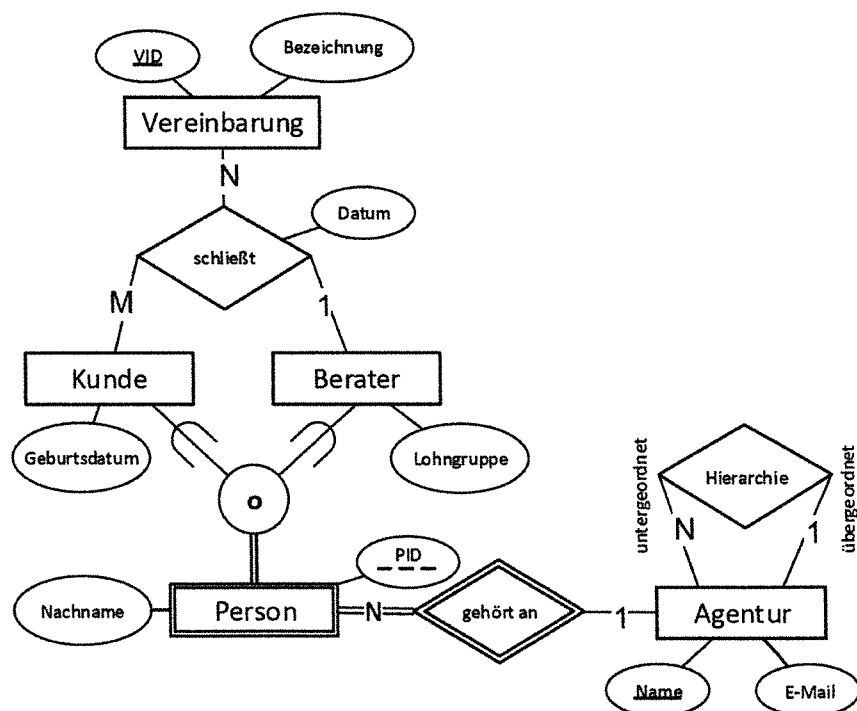 VID
Bezeichnung
Vereinbarung
N
Datum
schließt
M
1
Kunde
Berater
Geburtsdatum
Lohngruppe
untergeordnet
Hierarchie
übergeordnet
N
1
o
PID
Nachname
Person
N
gehört an
1
Agentur
Name
E-Mail